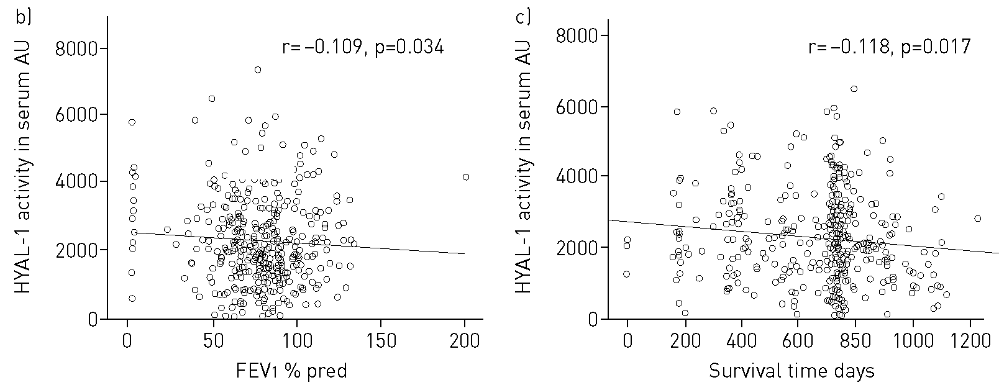 b)
HYAL-1 activity in serum AU
8000
6000
4000
2000
0
r= –0.109, p=0.034
0 50 100 150 200
FEV1 % pred
c)
HYAL-1 activity in serum AU
8000
6000
4000
2000
0
r= –0.118, p=0.017
0 200 400 600 850 1000 1200
Survival time days